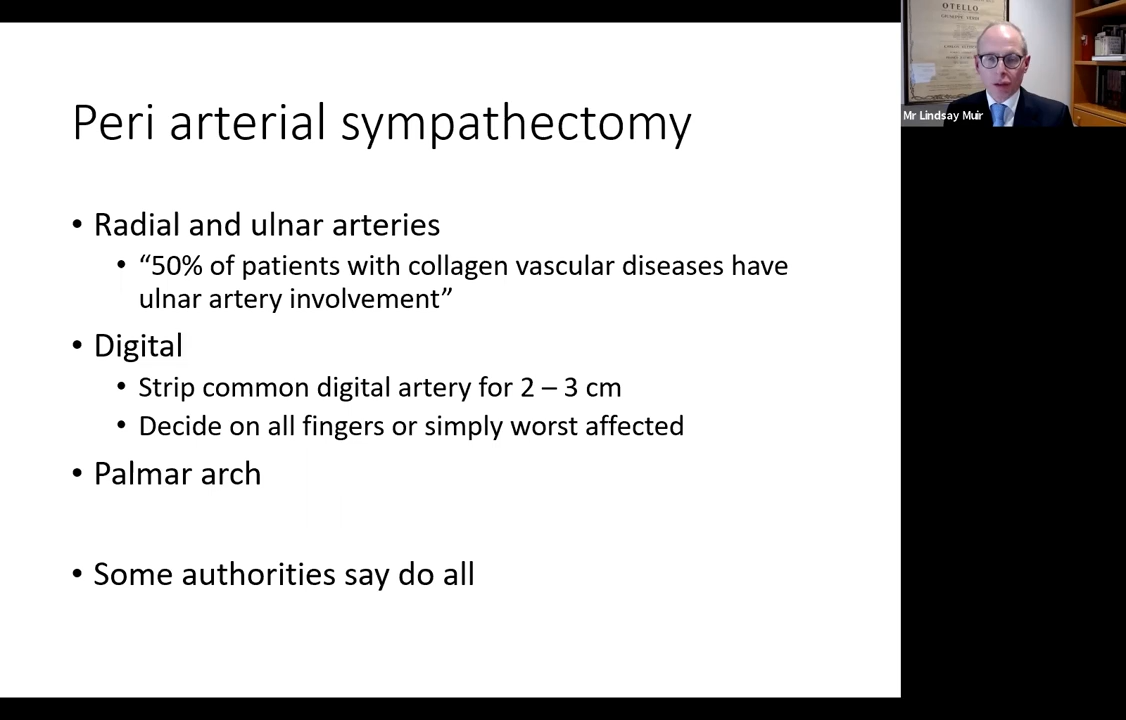 Peri arterial sympathectomy
• Radial and ulnar arteries
• “50% of patients with collagen vascular diseases have
ulnar artery involvement”
• Digital
• Strip common digital artery for 2 – 3 cm
• Decide on all fingers or simply worst affected
• Palmar arch
• Some authorities say do all
OTELLO
Mr Lindsay Muir